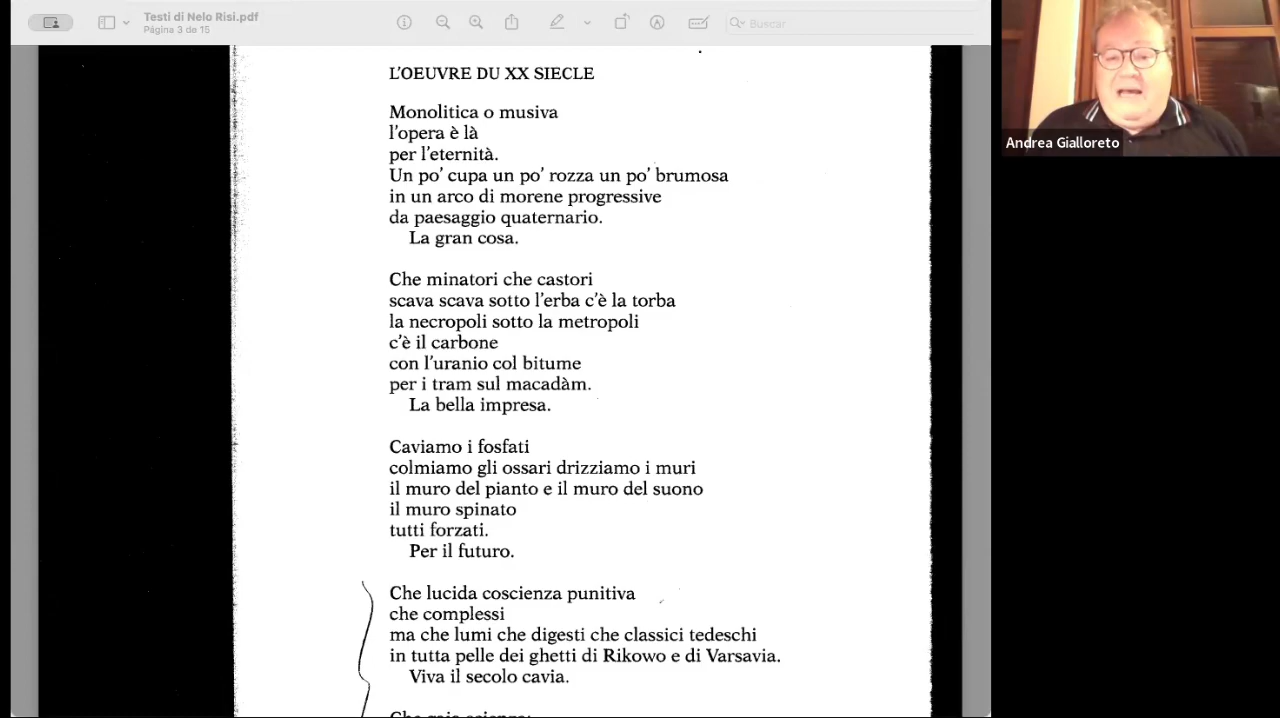 Testi di Nelo Risi.pdf
Página 3 de 15
Buscar
Andrea Gialloreto
L'OEUVRE DU XX SIECLE
Monolitica o musiva
l'opera è là
per l'eternità.
Un po' cupa un po' rozza un po' brumosa
in un arco di morene progressive
da paesaggio quaternario.
La gran cosa.
Che minatori che castori
scava scava sotto l'erba c'è la torba
la necropoli sotto la metropoli
c'è il carbone
con l'uranio col bitume
per i tram sul macadàm.
La bella impresa.
Caviamo i fosfati
colmiamo gli ossari drizziamo i muri
il muro del pianto e il muro del suono
il muro spinato
tutti forzati.
Per il futuro.
Che lucida coscienza punitiva
che complessi
ma che lumi che digesti che classici tedeschi
in tutta pelle dei ghetti di Rikowo e di Varsavia.
Viva il secolo cavia.